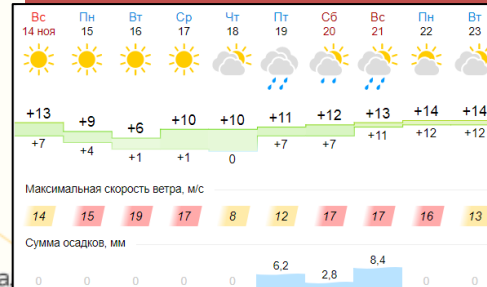 Вс Пн Вт Ср Чт Пт Сб Вс Пн Вт
14 ноя 15 16 17 18 19 20 21 22 23
+13 +9 +6 +10 +10 +11 +12 +13 +14 +14
+7 +4 +1 +1 0 +7 +7 +11 +12 +12
Максимальная скорость ветра, м/с
14 15 19 17 8 12 17 17 16 13
Сумма осадков, мм
0 0 0 0 0 6,2 2,8 8,4 0 0